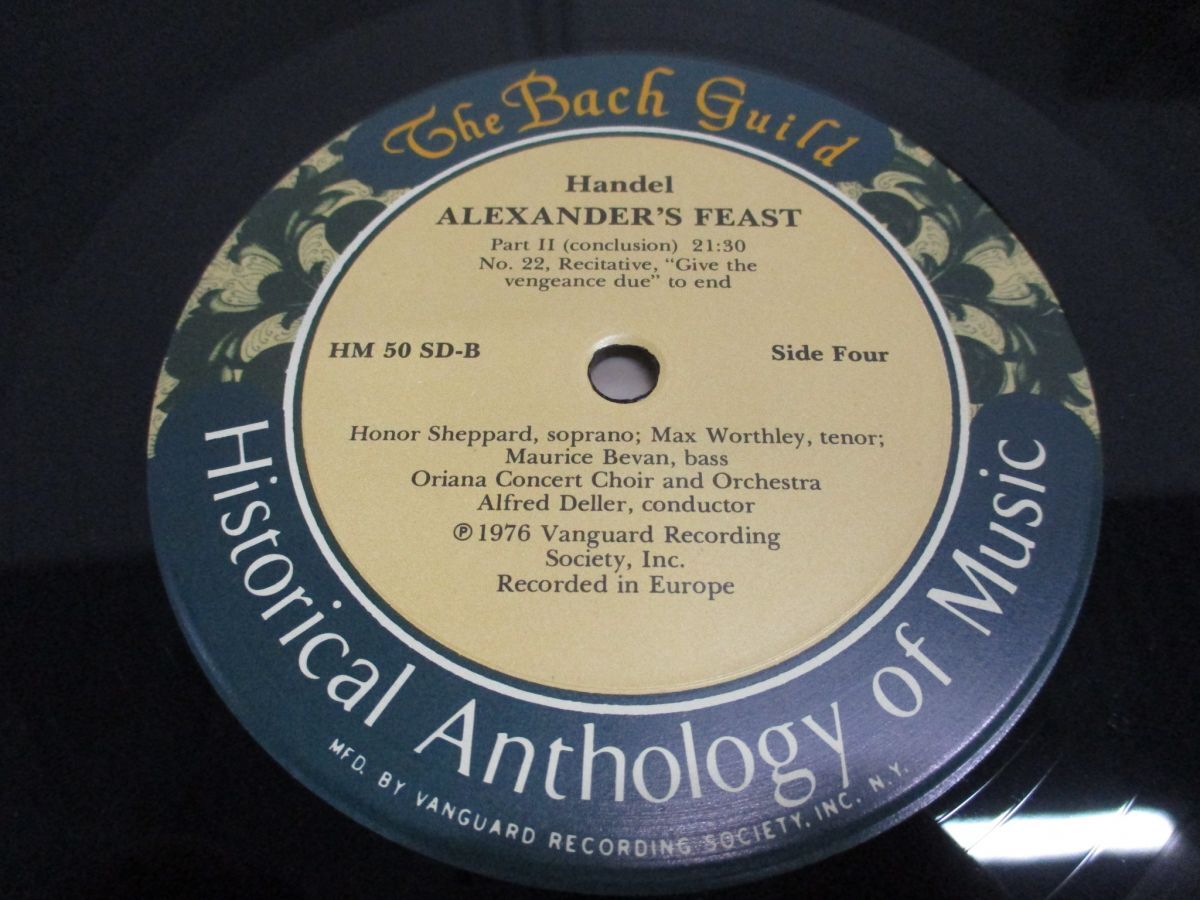 The Bach Guild
Handel
ALEXANDER'S FEAST
Part II (conclusion) 21:30
No. 22, Recitative, "Give the
vengeance due" to end
HM 50 SD-B
Side Four
Honor Sheppard, soprano; Max Worthley, tenor;
Maurice Bevan, bass
Oriana Concert Choir and Orchestra
Alfred Deller, conductor
℗ 1976 Vanguard Recording
Society, Inc.
Recorded in Europe
Historical Anthology of Music
MFD. BY VANGUARD RECORDING SOCIETY, INC. N.Y.